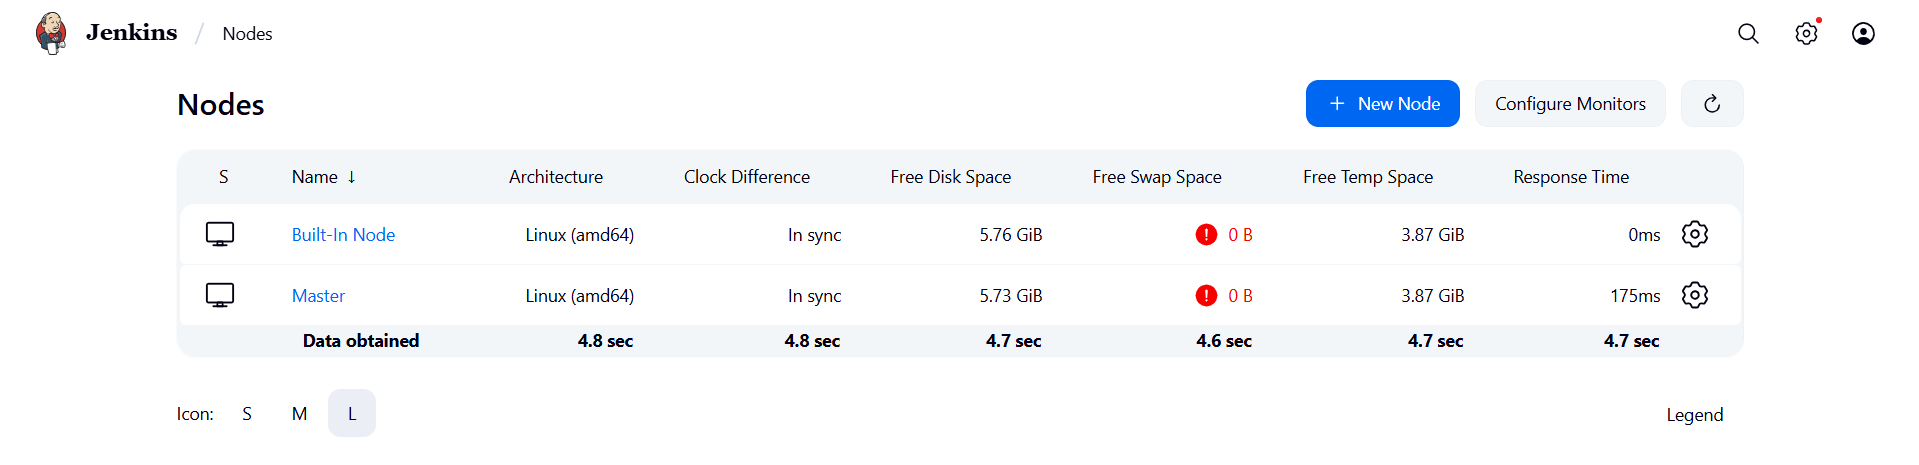 Jenkins / Nodes
Nodes
+ New Node Configure Monitors
S Name ↓ Architecture Clock Difference Free Disk Space Free Swap Space Free Temp Space Response Time
Built-In Node Linux (amd64) In sync 5.76 GiB ! 0 B 3.87 GiB 0ms
Master Linux (amd64) In sync 5.73 GiB ! 0 B 3.87 GiB 175ms
Data obtained 4.8 sec 4.8 sec 4.7 sec 4.6 sec 4.7 sec 4.7 sec
Icon: S M L Legend